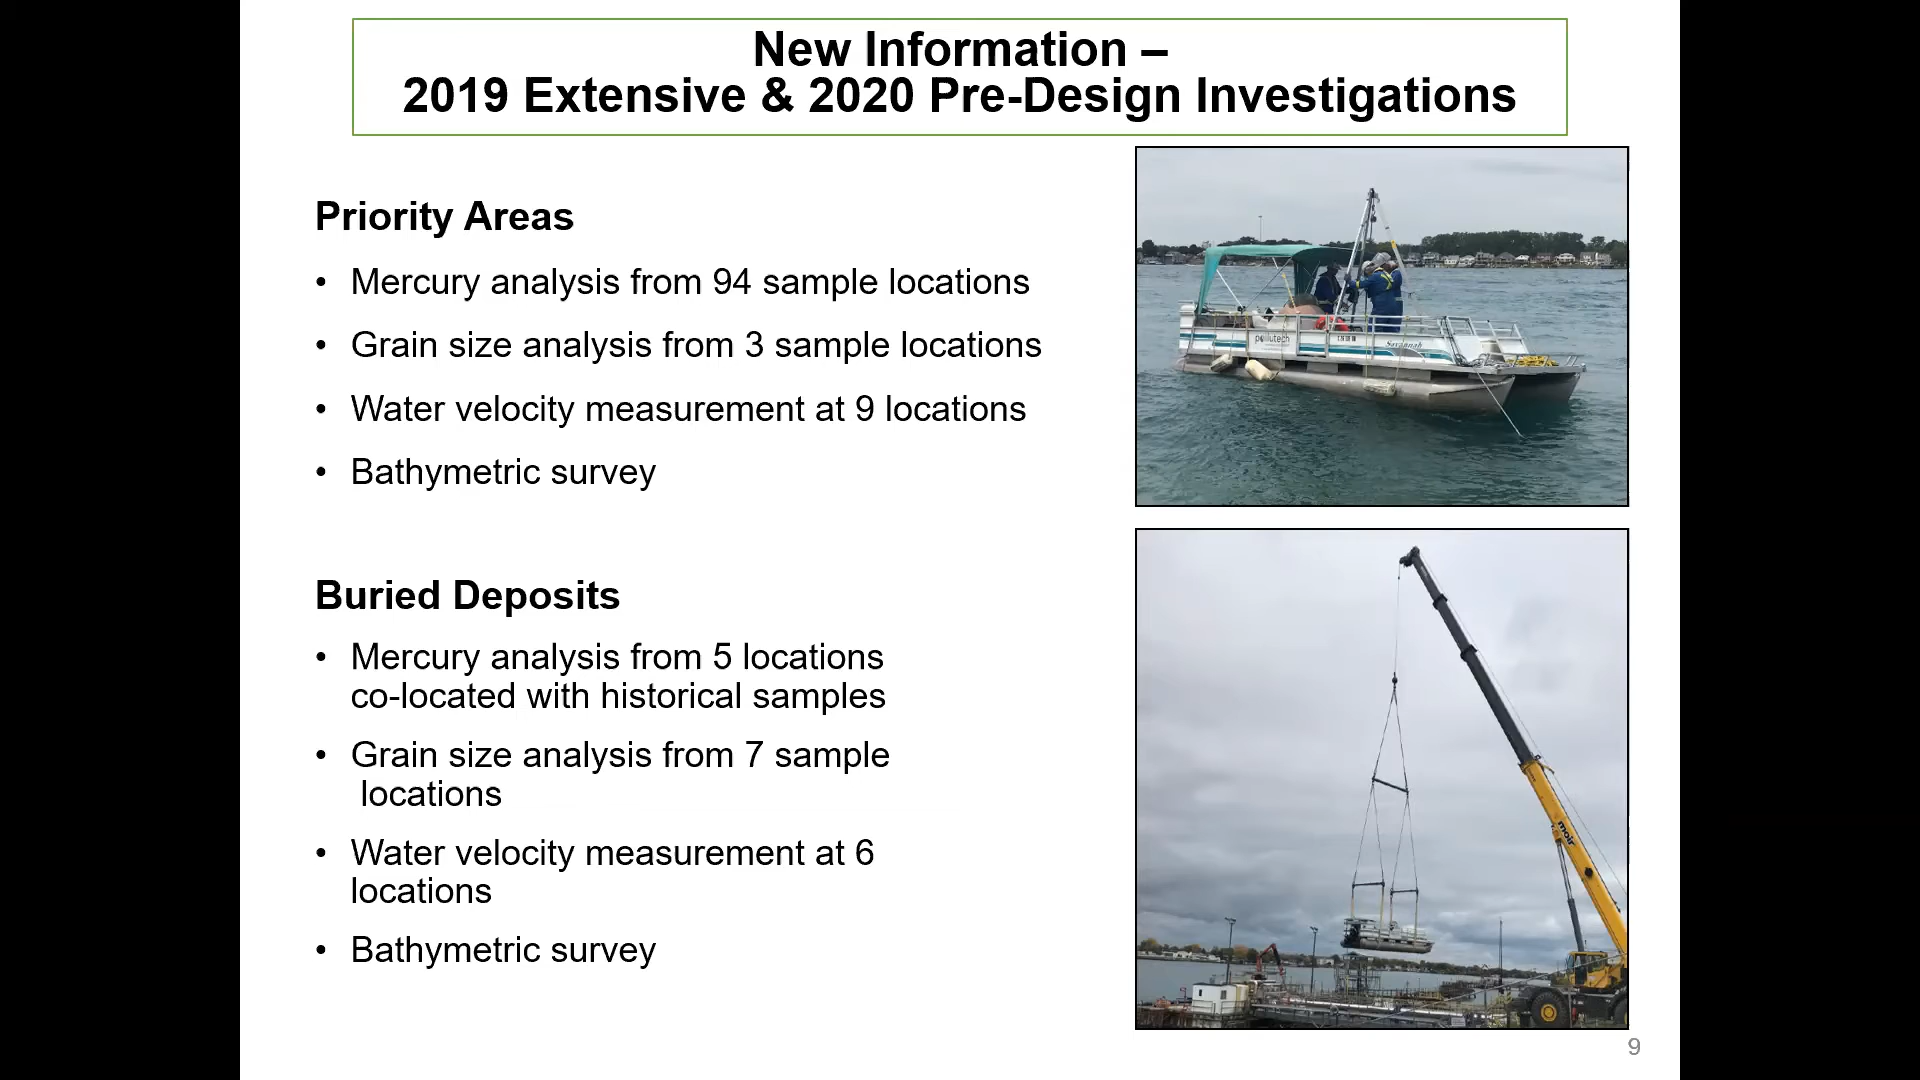 New Information –
2019 Extensive & 2020 Pre-Design Investigations
Priority Areas
• Mercury analysis from 94 sample locations
• Grain size analysis from 3 sample locations
• Water velocity measurement at 9 locations
• Bathymetric survey
pollutech
Savannah
Buried Deposits
• Mercury analysis from 5 locations
co-located with historical samples
• Grain size analysis from 7 sample
locations
• Water velocity measurement at 6
locations
• Bathymetric survey
moir
9